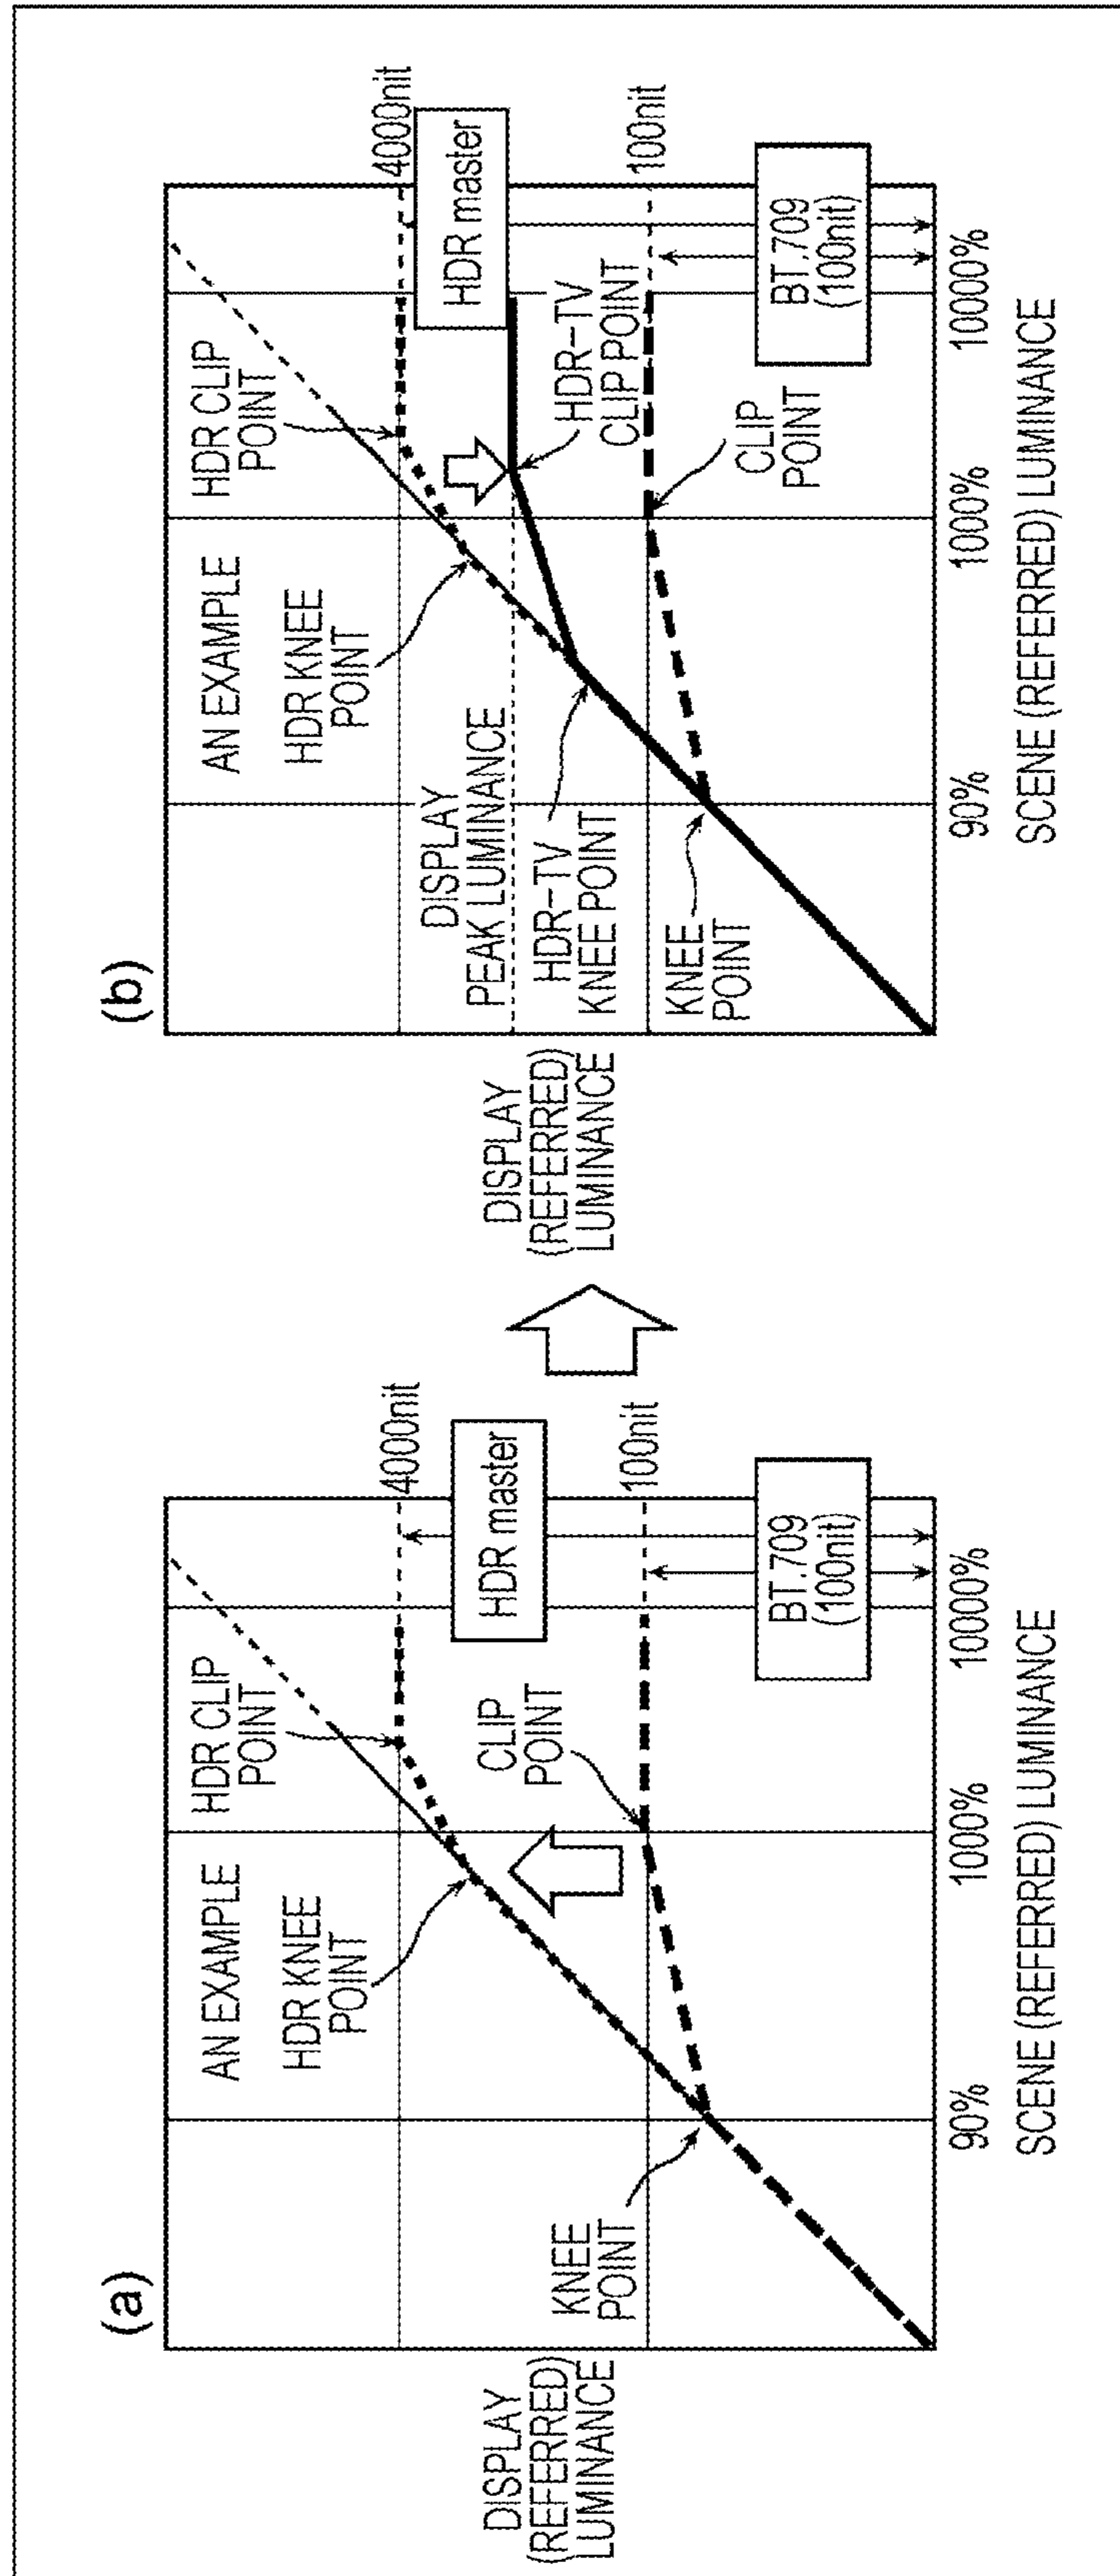 (a)
AN EXAMPLE
HDR CLIP
POINT
HDR KNEE
POINT
4000nit
HDR master
CLIP
POINT
100nit
KNEE
POINT
BT.709
(100nit)
DISPLAY
(REFERRED)
LUMINANCE
90%
1000%
10000%
SCENE (REFERRED) LUMINANCE
(b)
AN EXAMPLE
HDR CLIP
POINT
HDR KNEE
POINT
4000nit
HDR master
DISPLAY
PEAK LUMINANCE
HDR-TV
KNEE POINT
HDR-TV
CLIP POINT
100nit
KNEE
POINT
CLIP
POINT
BT.709
(100nit)
DISPLAY
(REFERRED)
LUMINANCE
90%
1000%
10000%
SCENE (REFERRED) LUMINANCE